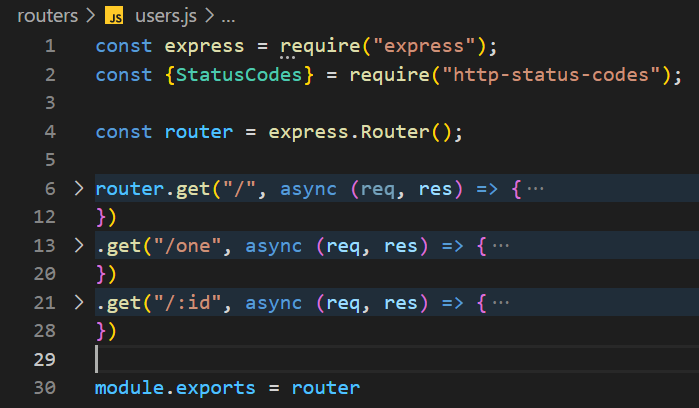 routers > JS users.js > ...
1 const express = require("express");
2 const {StatusCodes} = require("http-status-codes");
3
4 const router = express.Router();
5
6 > router.get("/", async (req, res) => { ...
12 })
13 > .get("/one", async (req, res) => { ...
20 })
21 > .get("/:id", async (req, res) => { ...
28 })
29
30 module.exports = router